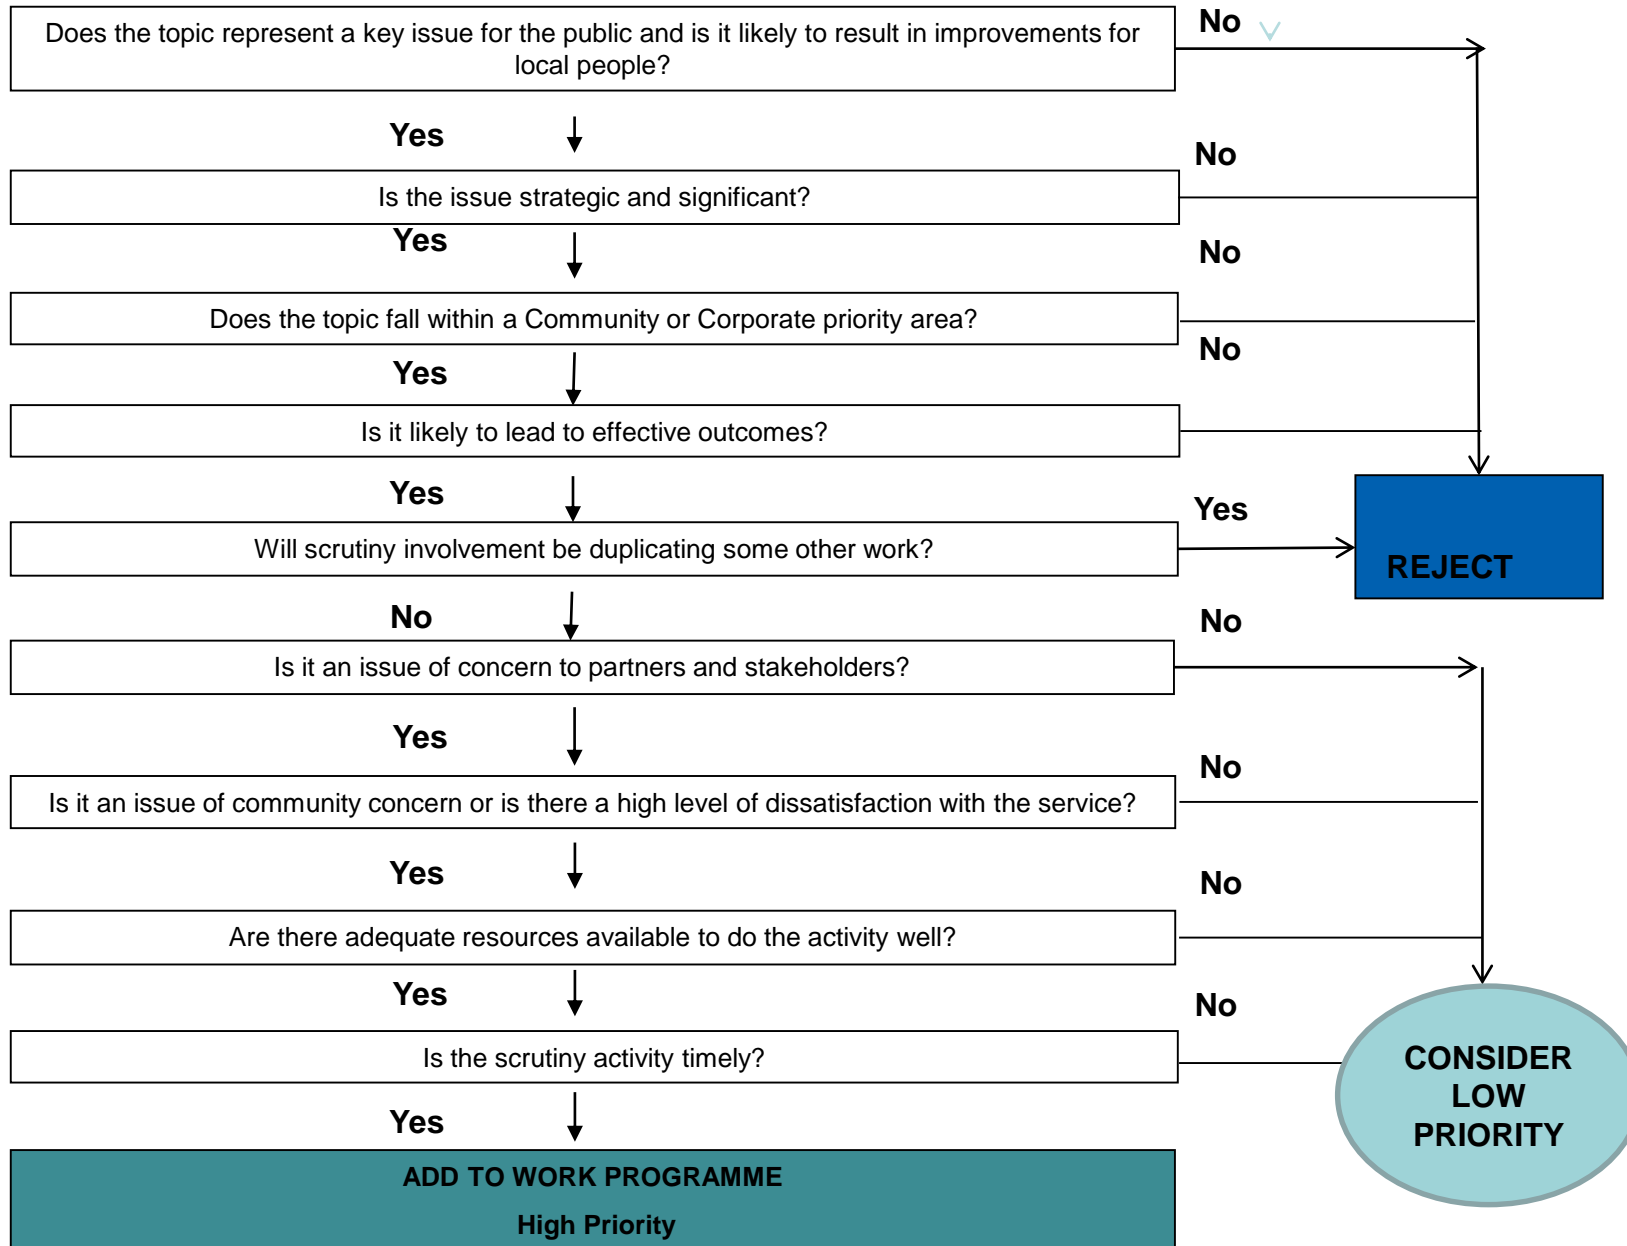 Does the topic represent a key issue for the public and is it likely to result in improvements for
local people?
No
Yes
No
Is the issue strategic and significant?
Yes
No
Does the topic fall within a Community or Corporate priority area?
No
Yes
Is it likely to lead to effective outcomes?
Yes
Yes
Will scrutiny involvement be duplicating some other work?
REJECT
No
No
Is it an issue of concern to partners and stakeholders?
Yes
No
Is it an issue of community concern or is there a high level of dissatisfaction with the service?
Yes
No
Are there adequate resources available to do the activity well?
Yes
No
Is the scrutiny activity timely?
CONSIDER
LOW
PRIORITY
Yes
ADD TO WORK PROGRAMME
High Priority